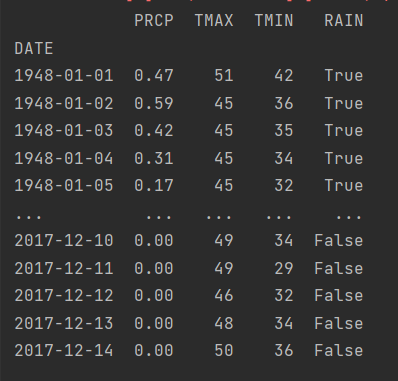 PRCP TMAX TMIN RAIN
DATE
1948-01-01 0.47 51 42 True
1948-01-02 0.59 45 36 True
1948-01-03 0.42 45 35 True
1948-01-04 0.31 45 34 True
1948-01-05 0.17 45 32 True
... ... ... ... ...
2017-12-10 0.00 49 34 False
2017-12-11 0.00 49 29 False
2017-12-12 0.00 46 32 False
2017-12-13 0.00 48 34 False
2017-12-14 0.00 50 36 False